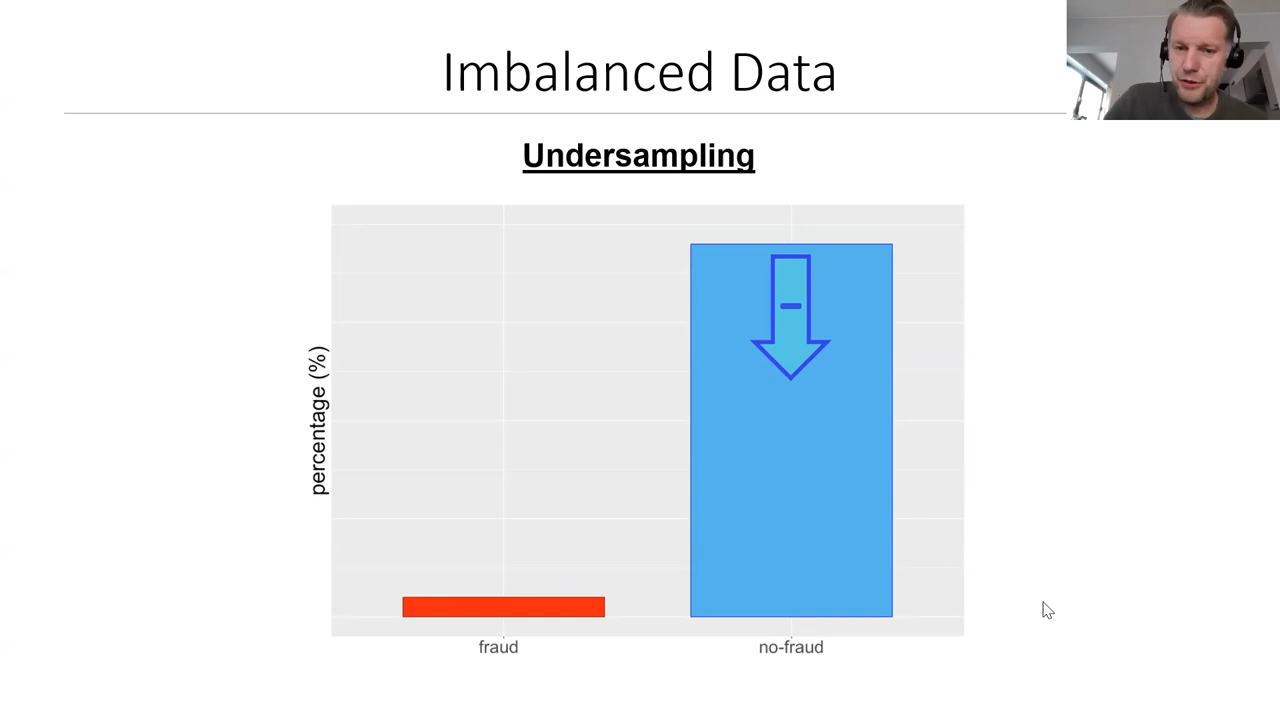 Imbalanced Data
Undersampling
percentage (%)
fraud
no-fraud